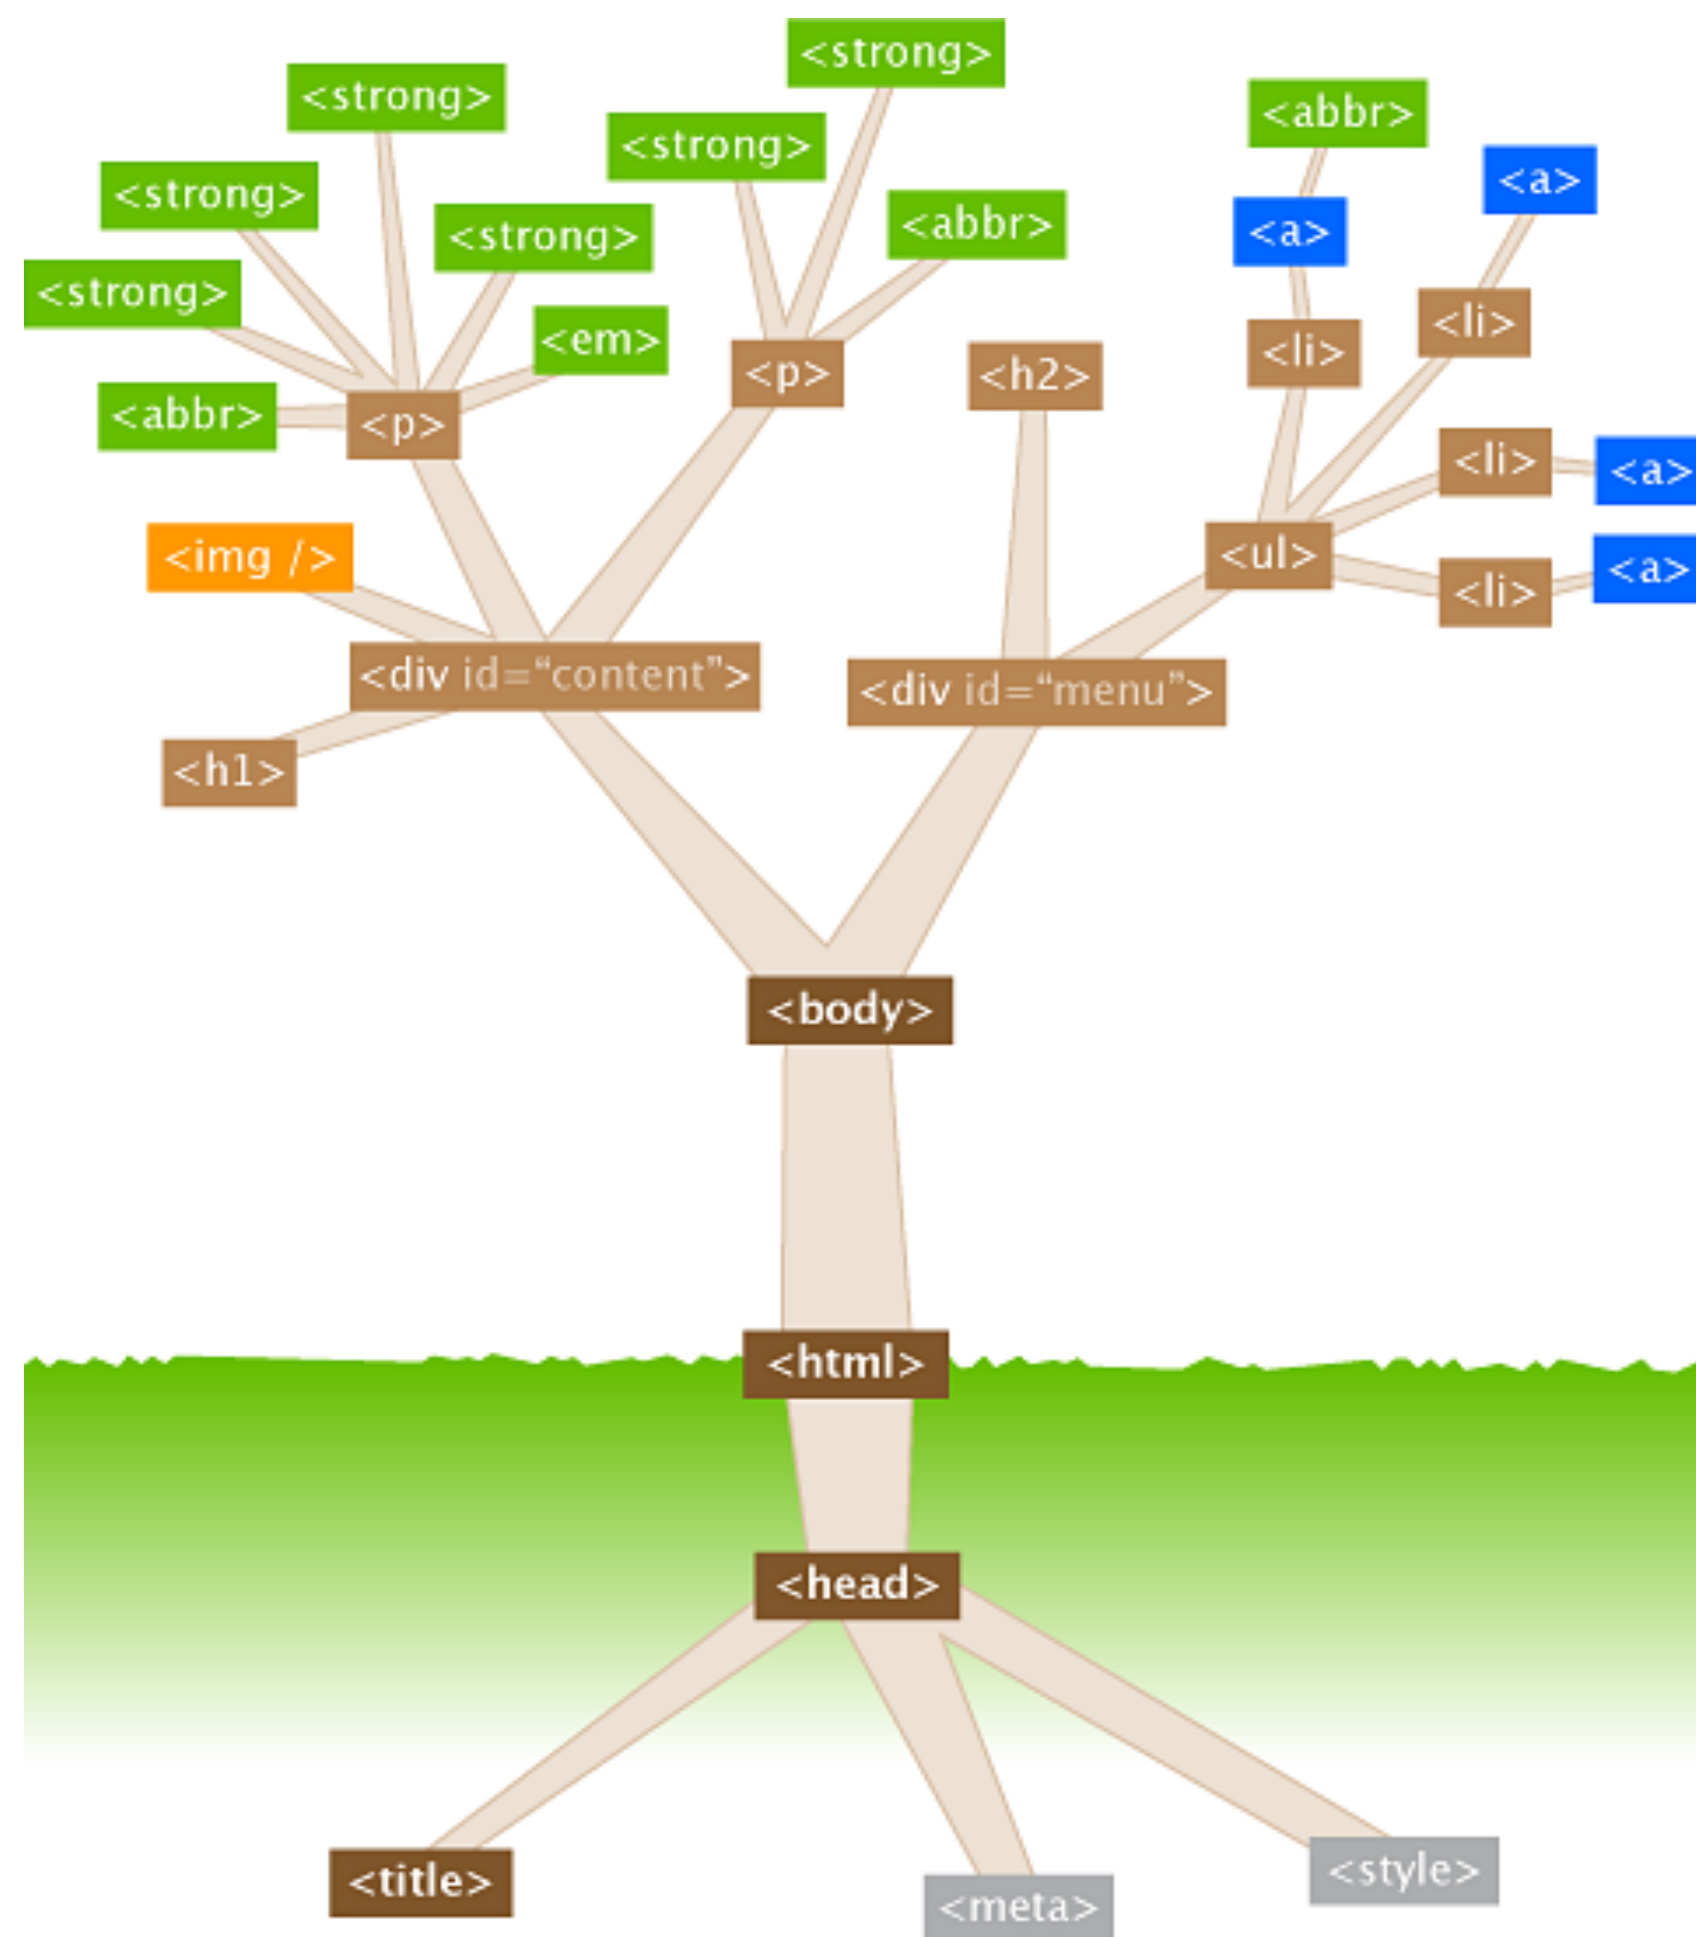 <strong>
<strong>
<abbr>
<a>
<strong>
<strong>
<abbr>
<a>
<strong>
<strong>
<li>
<em>
<li>
<p>
<h2>
<abbr>
<p>
<li>
<a>
<img />
<ul>
<a>
<li>
<div id=“content”>
<div id=“menu”>
<h1>
<body>
<html>
<head>
<style>
<title>
<meta>